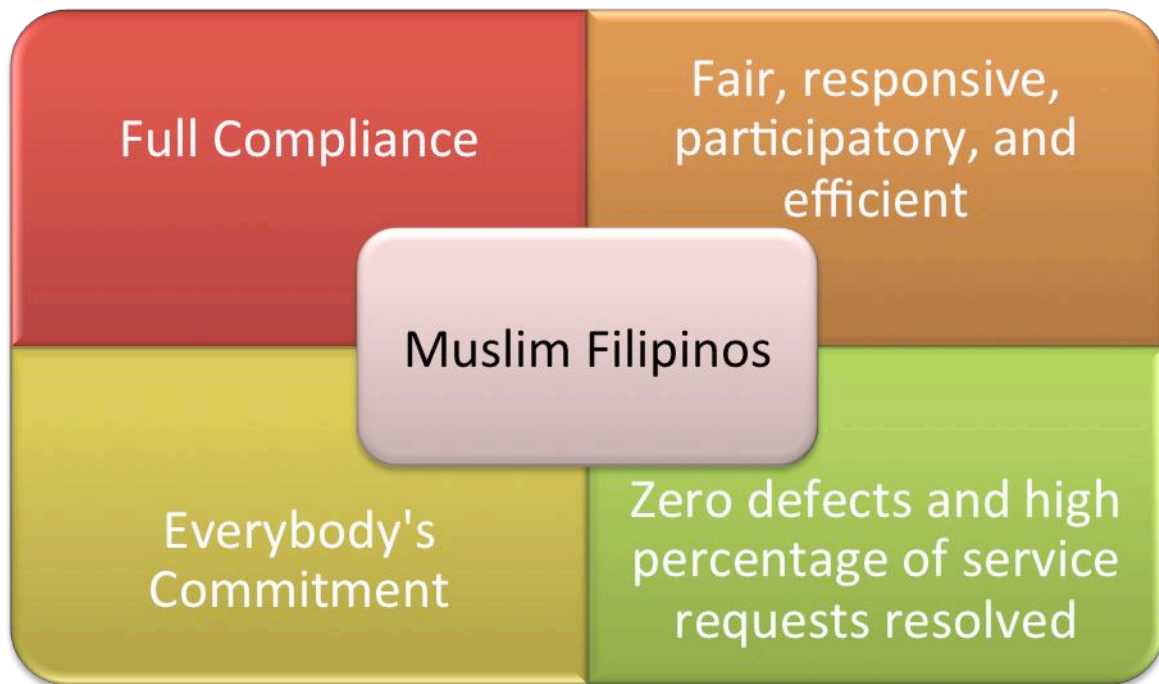 Full Compliance
Fair, responsive,
participatory, and
efficient
Muslim Filipinos
Everybody's
Commitment
Zero defects and high
percentage of service
requests resolved